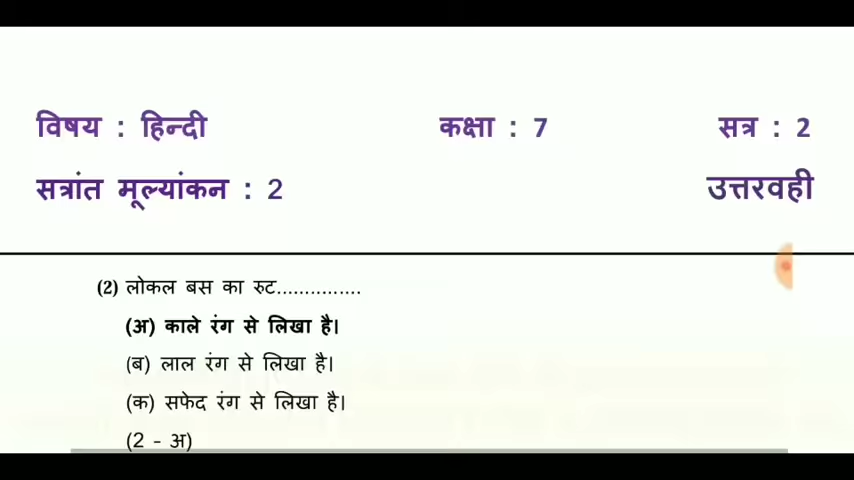 विषय : हिन्दी कक्षा : 7 सत्र : 2
सत्रांत मूल्यांकन : 2 उत्तरवही
(2) लोकल बस का रुट...............
(अ) काले रंग से लिखा है।
(ब) लाल रंग से लिखा है।
(क) सफेद रंग से लिखा है।
(2 - अ)